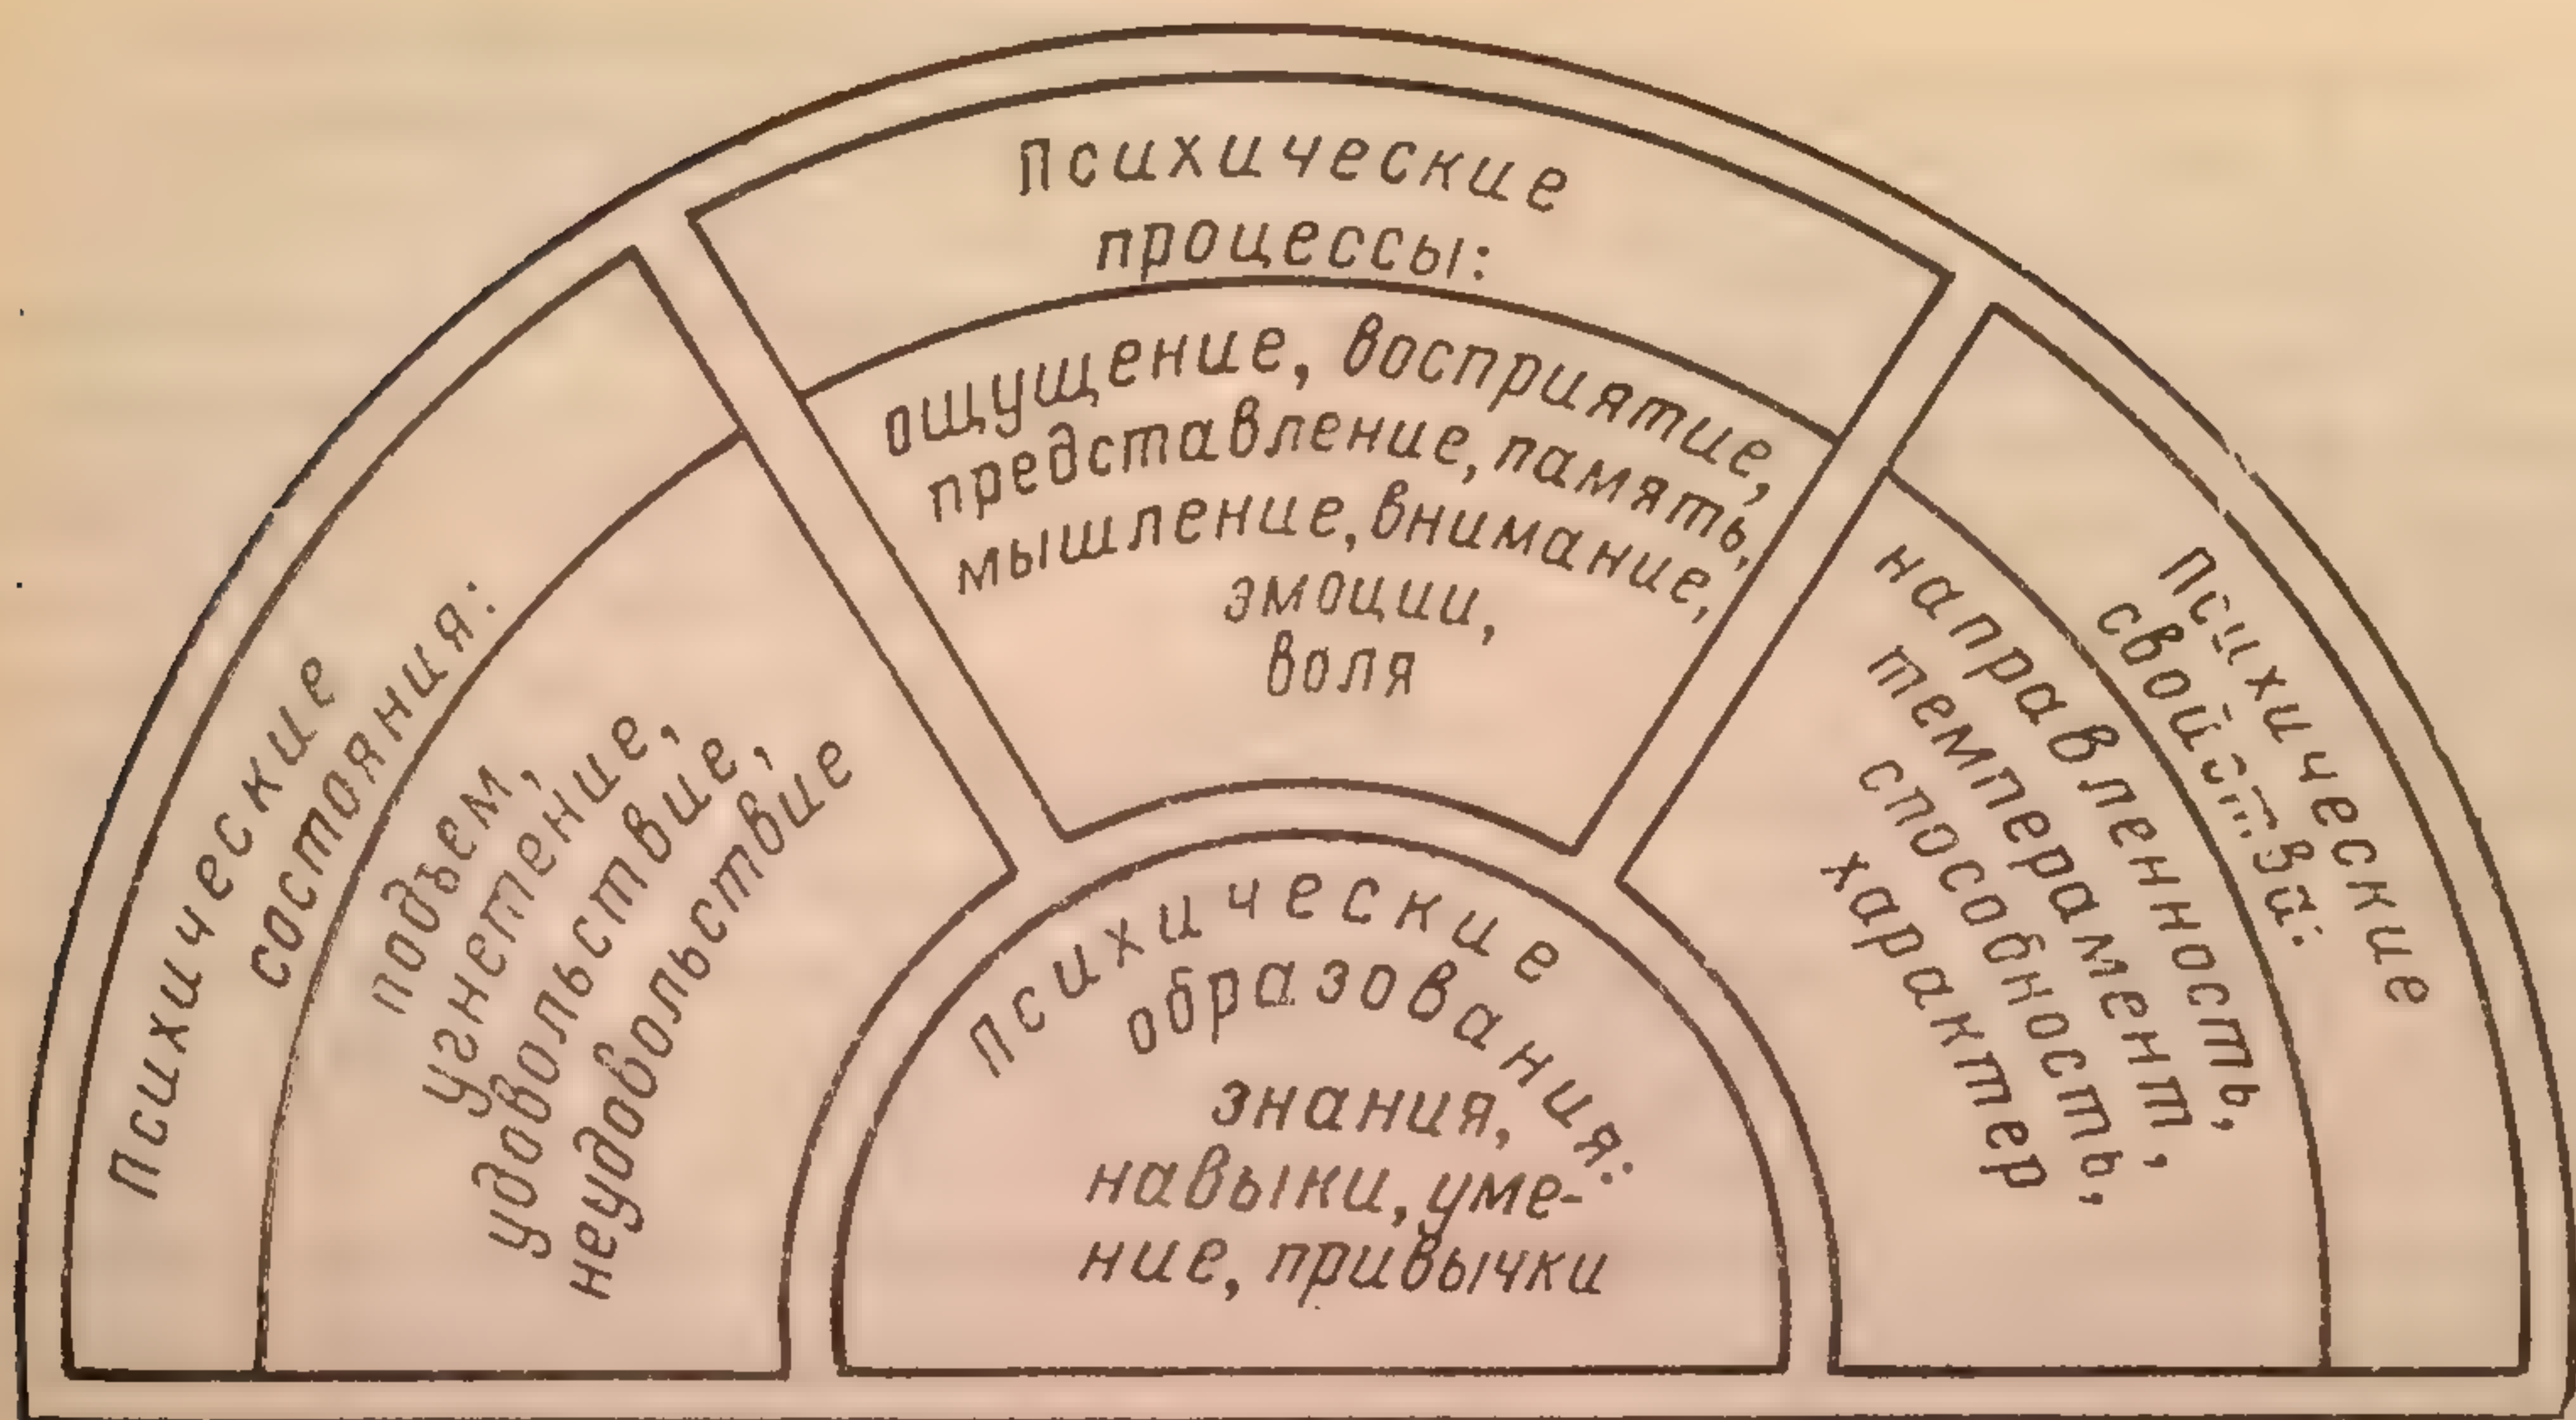 Психические
состояния:
подъем,
угнетение,
удовольствие,
неудовольствие
Психические
процессы:
ощущение, восприятие,
представление, память,
мышление, внимание,
эмоции,
воля
Психические
свойства:
направленность,
темперамент,
способность,
характер
Психические
образования:
знания,
навыки, уме-
ние, привычки